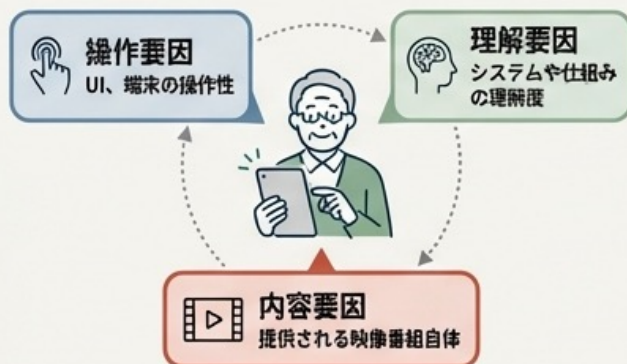 操作要因
UI、端末の操作性
理解要因
システムや仕組み
の理解度
内容要因
提供される映像番組自体